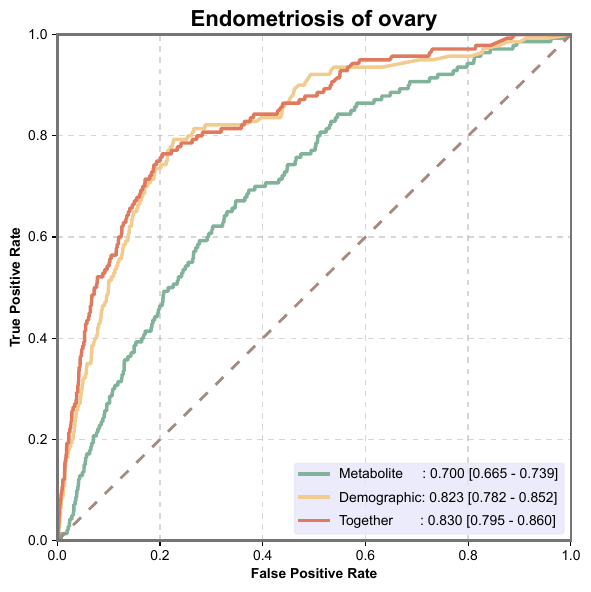 Endometriosis of ovary
1.0
0.8
0.6
0.4
0.2
0.0
True Positive Rate
Metabolite : 0.700 [0.665 - 0.739]
Demographic: 0.823 [0.782 - 0.852]
Together : 0.830 [0.795 - 0.860]
0.0 0.2 0.4 0.6 0.8 1.0
False Positive Rate